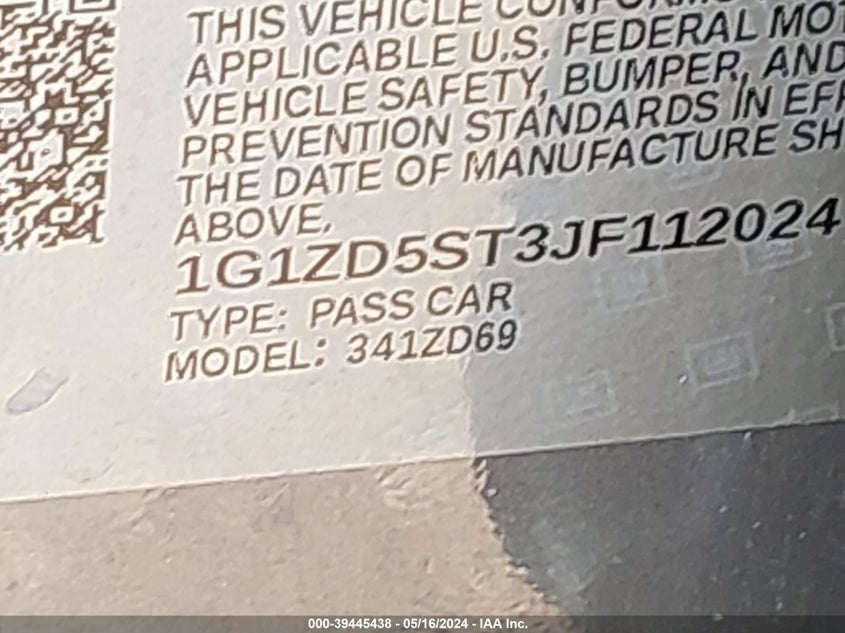 THIS VEHICLE
APPLICABLE U.S. FEDERAL
VEHICLE SAFETY, BUMPER, AND
PREVENTION STANDARDS IN
THE DATE OF MANUFACTURE
ABOVE.
1G1ZD5ST3JF112024
TYPE: PASS CAR
MODEL: 341ZD69
000-39445438 - 05/16/2024 - IAA Inc.